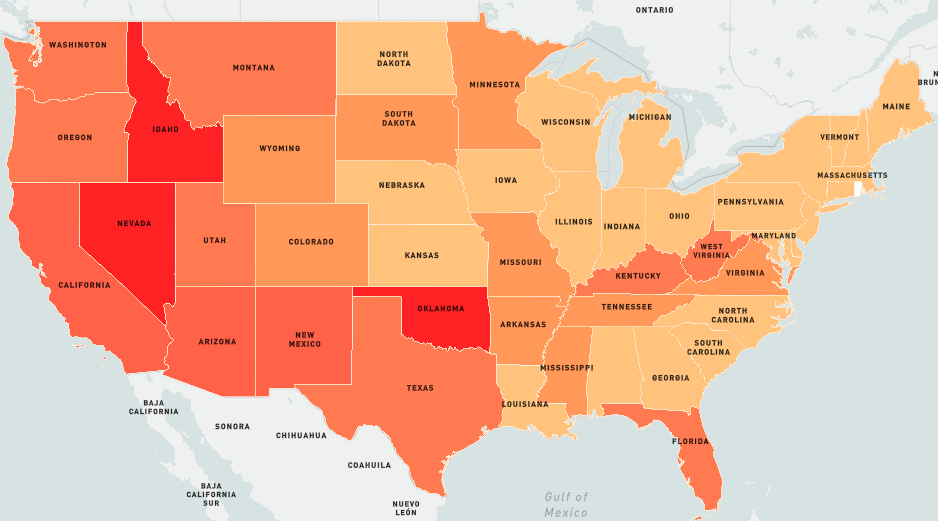 ONTARIO
WASHINGTON
MONTANA
NORTH
DAKOTA
MINNESOTA
N
BRUN
MAINE
OREGON
IDAHO
SOUTH
DAKOTA
WISCONSIN
MICHIGAN
VERMONT
WYOMING
MASSACHUSETTS
NEBRASKA
IOWA
PENNSYLVANIA
NEVADA
UTAH
COLORADO
ILLINOIS
INDIANA
OHIO
MARYLAND
KANSAS
MISSOURI
WEST
VIRGINIA
KENTUCKY
VIRGINIA
CALIFORNIA
OKLAHOMA
TENNESSEE
NORTH
CAROLINA
ARIZONA
NEW
MEXICO
ARKANSAS
SOUTH
CAROLINA
MISSISSIPPI
TEXAS
GEORGIA
LOUISIANA
BAJA
CALIFORNIA
SONORA
CHIHUAHUA
FLORIDA
COAHUILA
BAJA
CALIFORNIA
SUR
NUEVO
LEÓN
Gulf of
Mexico